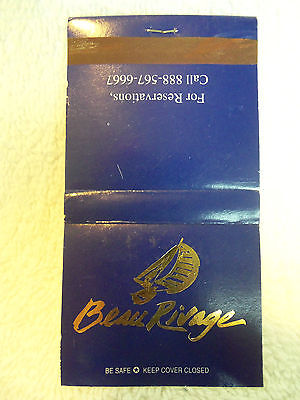 For Reservations,
Call 888-567-6667
Beau Rivage
BE SAFE ✪ KEEP COVER CLOSED